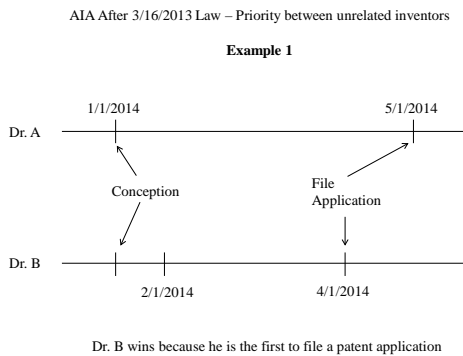 AIA After 3/16/2013 Law – Priority between unrelated inventors
Example 1
1/1/2014
5/1/2014
Dr. A
Conception
File
Application
Dr. B
2/1/2014
4/1/2014
Dr. B wins because he is the first to file a patent application